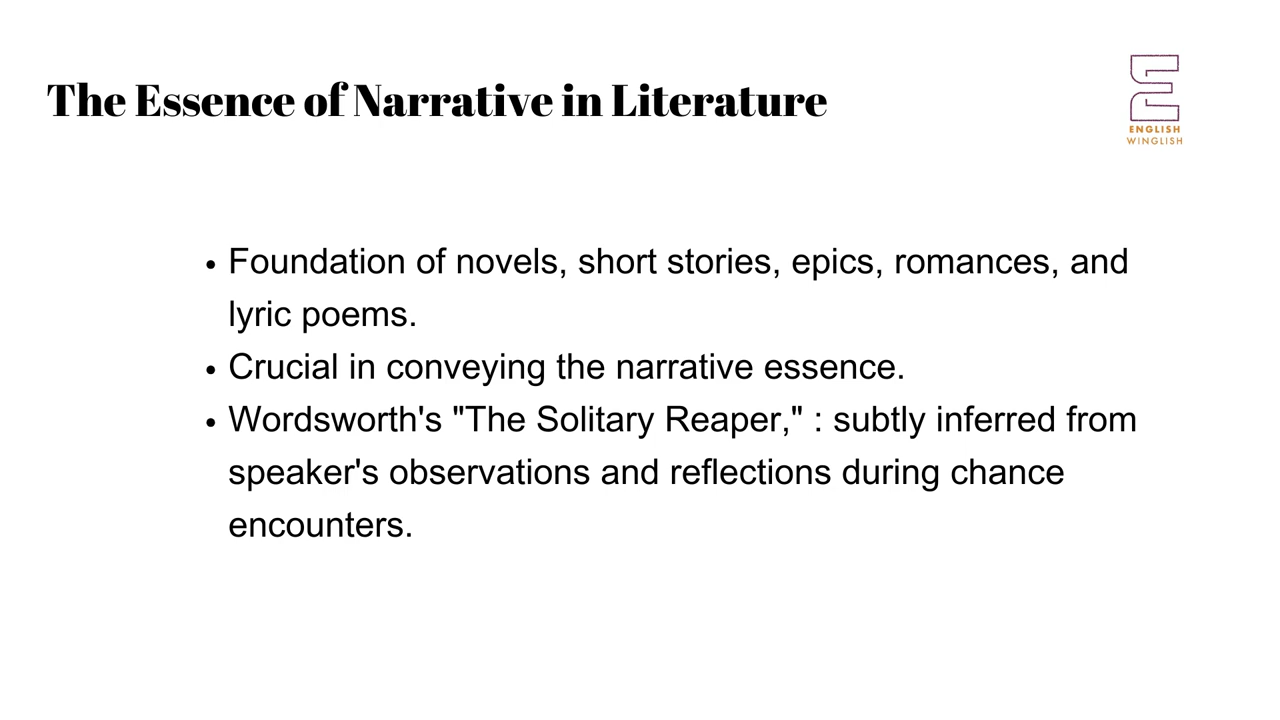 The Essence of Narrative in Literature
ENGLISH
WINGLISH
• Foundation of novels, short stories, epics, romances, and
lyric poems.
• Crucial in conveying the narrative essence.
• Wordsworth's "The Solitary Reaper," : subtly inferred from
speaker's observations and reflections during chance
encounters.